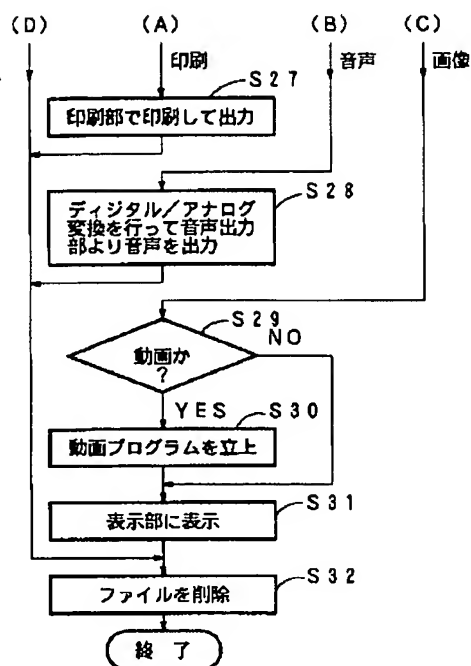 (D) (A) (B) (C)
印刷 音声 画像
S27
印刷部で印刷して出力
S28
ディジタル／アナログ
変換を行って音声出力
部より音声を出力
S29
動画か
?
NO
YES
S30
動画プログラムを立上
S31
表示部に表示
S32
ファイルを削除
終了